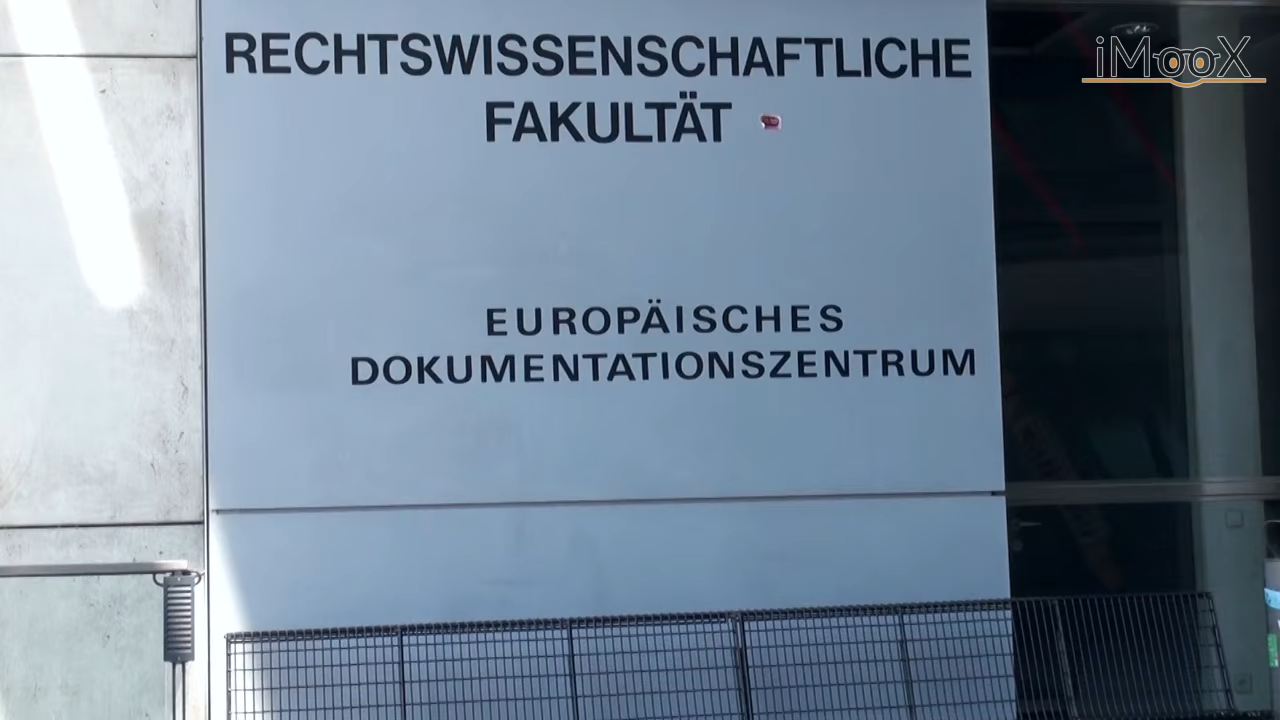 RECHTSWISSENSCHAFTLICHE
FAKULTÄT
iMooX
EUROPÄISCHES
DOKUMENTATIONSZENTRUM